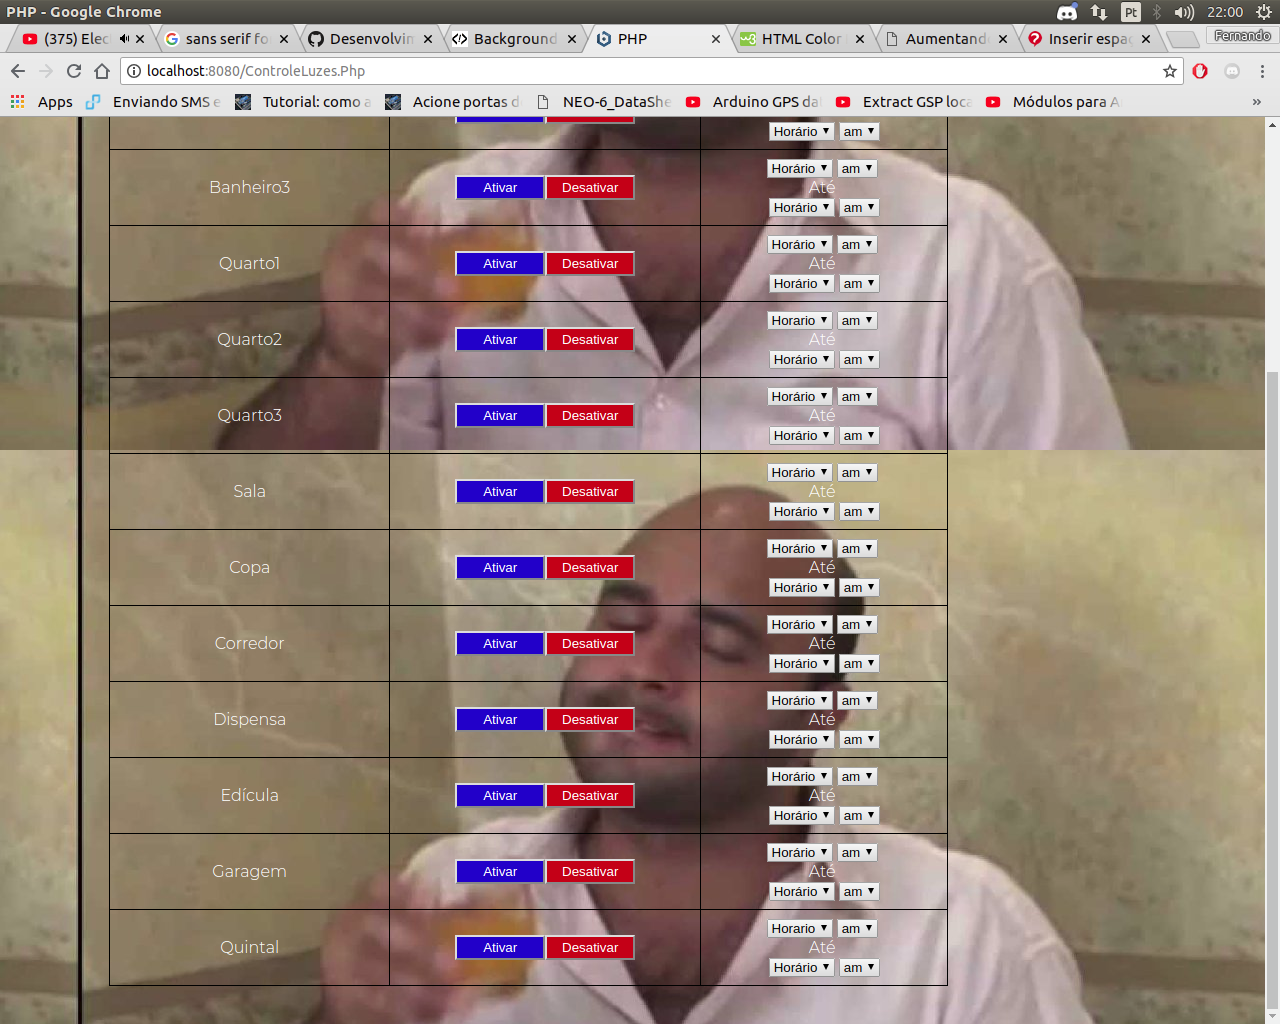 PHP - Google Chrome
Pt
22:00
(375) Elec
sans serif fo
Desenvolvin
Background
PHP
HTML Color
Aumentand
Inserir espa
Fernando
localhost:8080/ControleLuzes.Php
Apps
Enviando SMS e
Tutorial: como a
Acione portas d
NEO-6_DataShe
Arduino GPS da
Extract GSP loca
Módulos para A
»
Horário am
Banheiro3 Ativar Desativar Horário am
Até
Horário am
Quarto1 Ativar Desativar Horário am
Até
Horário am
Quarto2 Ativar Desativar Horario am
Até
Horário am
Quarto3 Ativar Desativar Horário am
Até
Horário am
Sala Ativar Desativar Horário am
Até
Horário am
Copa Ativar Desativar Horário am
Até
Horário am
Corredor Ativar Desativar Horário am
Até
Horário am
Dispensa Ativar Desativar Horário am
Até
Horário am
Edícula Ativar Desativar Horário am
Até
Horário am
Garagem Ativar Desativar Horário am
Até
Horário am
Quintal Ativar Desativar Horario am
Até
Horário am